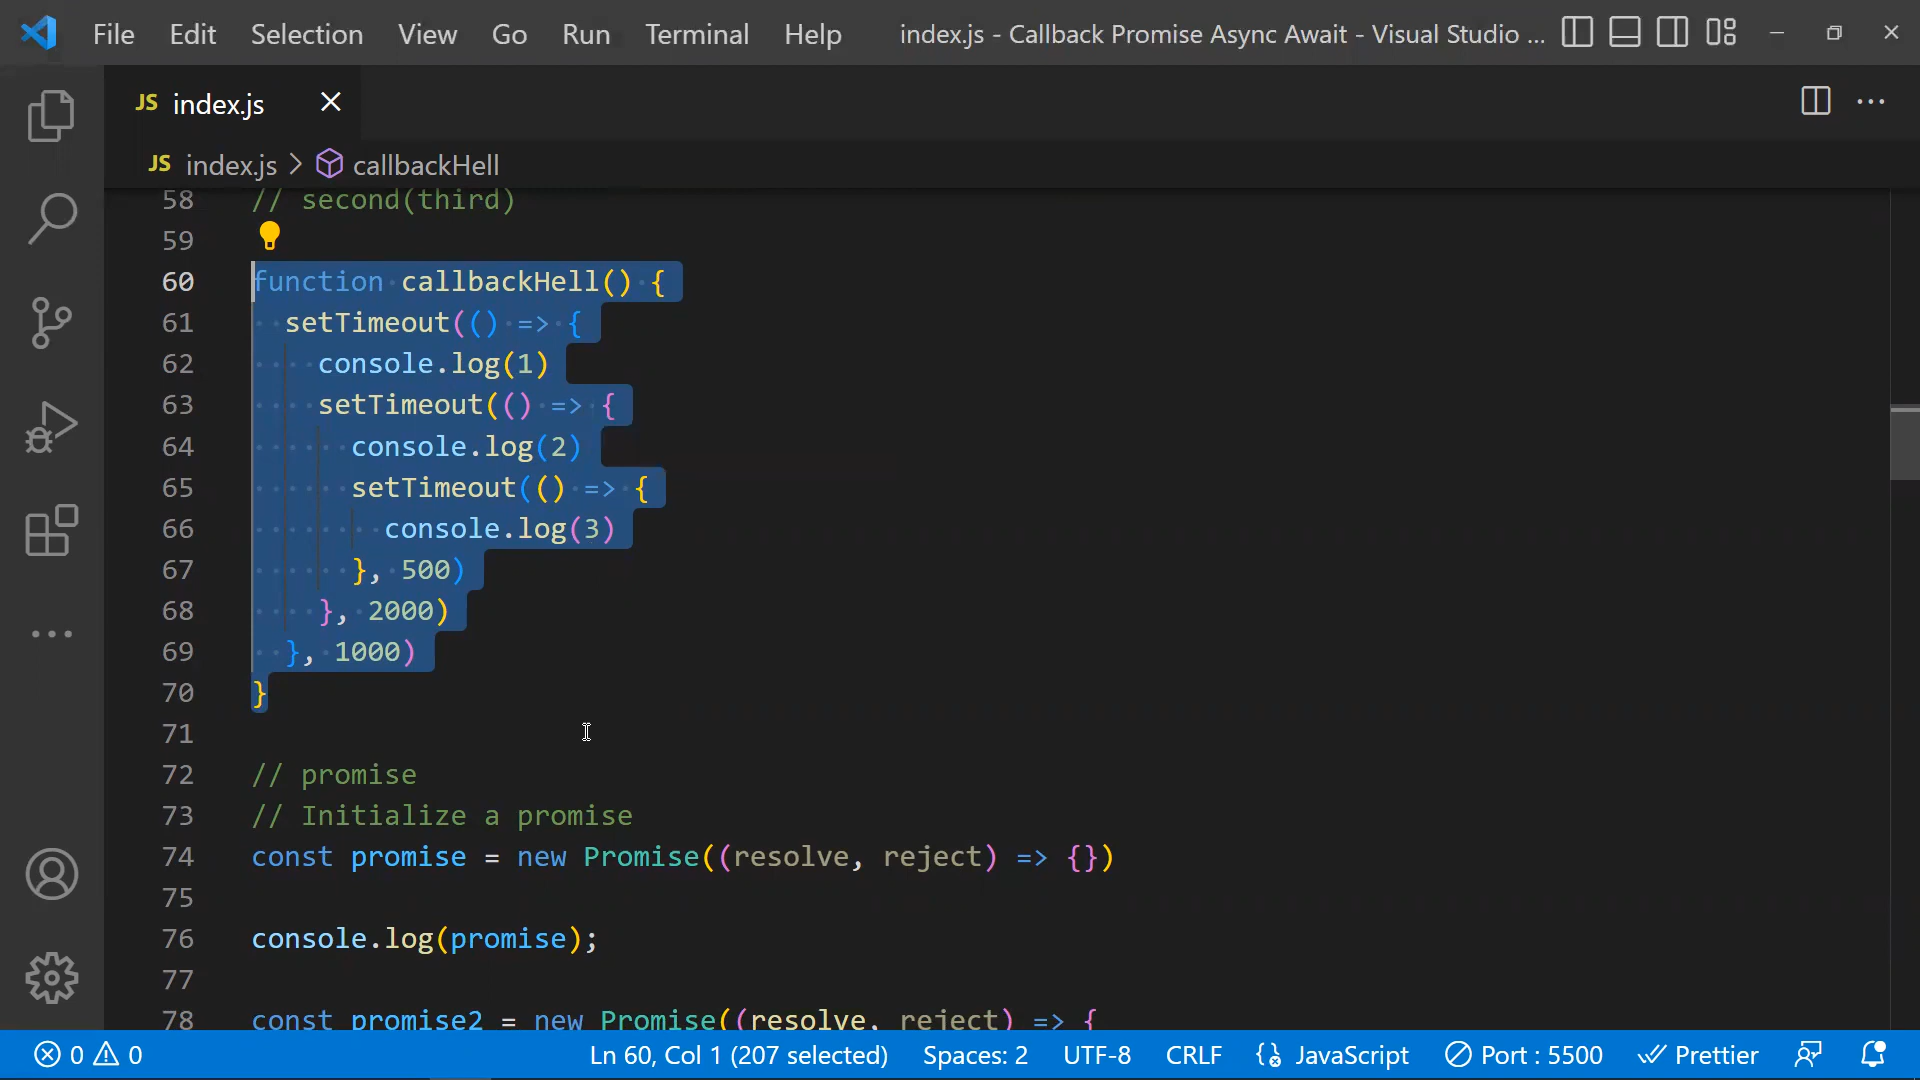 File Edit Selection View Go Run Terminal Help index.js - Callback Promise Async Await - Visual Studio ...
JS index.js
JS index.js > callbackHell
58 // second(third)
59
60 function callbackHell() {
61 setTimeout(() => {
62 console.log(1)
63 setTimeout(() => {
64 console.log(2)
65 setTimeout(() => {
66 console.log(3)
67 }, 500)
68 }, 2000)
69 }, 1000)
70 }
71
72 // promise
73 // Initialize a promise
74 const promise = new Promise((resolve, reject) => {})
75
76 console.log(promise);
77
78 const promise2 = new Promise((resolve, reject) => {
0 0 Ln 60, Col 1 (207 selected) Spaces: 2 UTF-8 CRLF JavaScript Port : 5500 Prettier